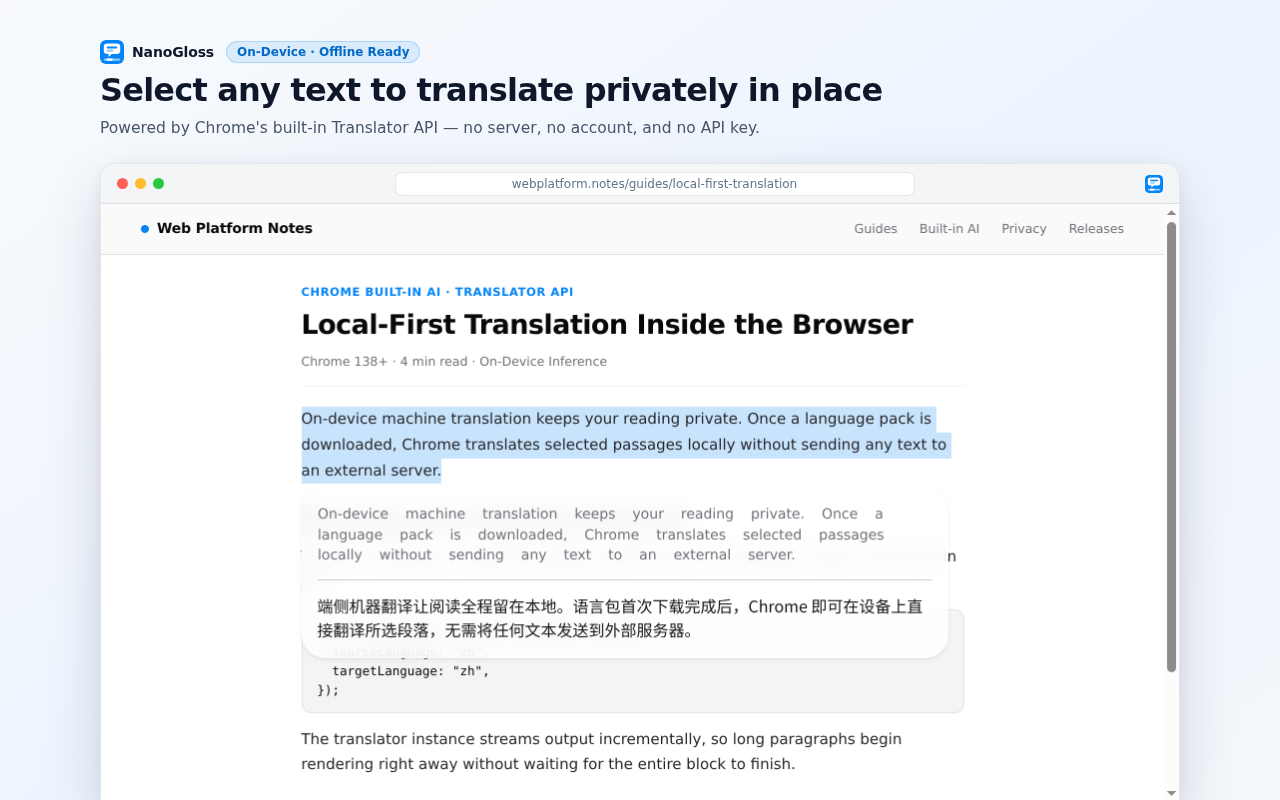 NanoGloss
On-Device · Offline Ready
Select any text to translate privately in place
Powered by Chrome's built-in Translator API — no server, no account, and no API key.
webplatform.notes/guides/local-first-translation
Web Platform Notes
Guides
Built-in AI
Privacy
Releases
CHROME BUILT-IN AI · TRANSLATOR API
Local-First Translation Inside the Browser
Chrome 138+ · 4 min read · On-Device Inference
On-device machine translation keeps your reading private. Once a language pack is
downloaded, Chrome translates selected passages locally without sending any text to
an external server.
On-device machine translation keeps your reading private. Once a
language pack is downloaded, Chrome translates selected passages
locally without sending any text to an external server.
端侧机器翻译让阅读全程留在本地。语言包首次下载完成后，Chrome 即可在设备上直
接翻译所选段落，无需将任何文本发送到外部服务器。
sourceLanguage: "en",
targetLanguage: "zh",
});
The translator instance streams output incrementally, so long paragraphs begin
rendering right away without waiting for the entire block to finish.